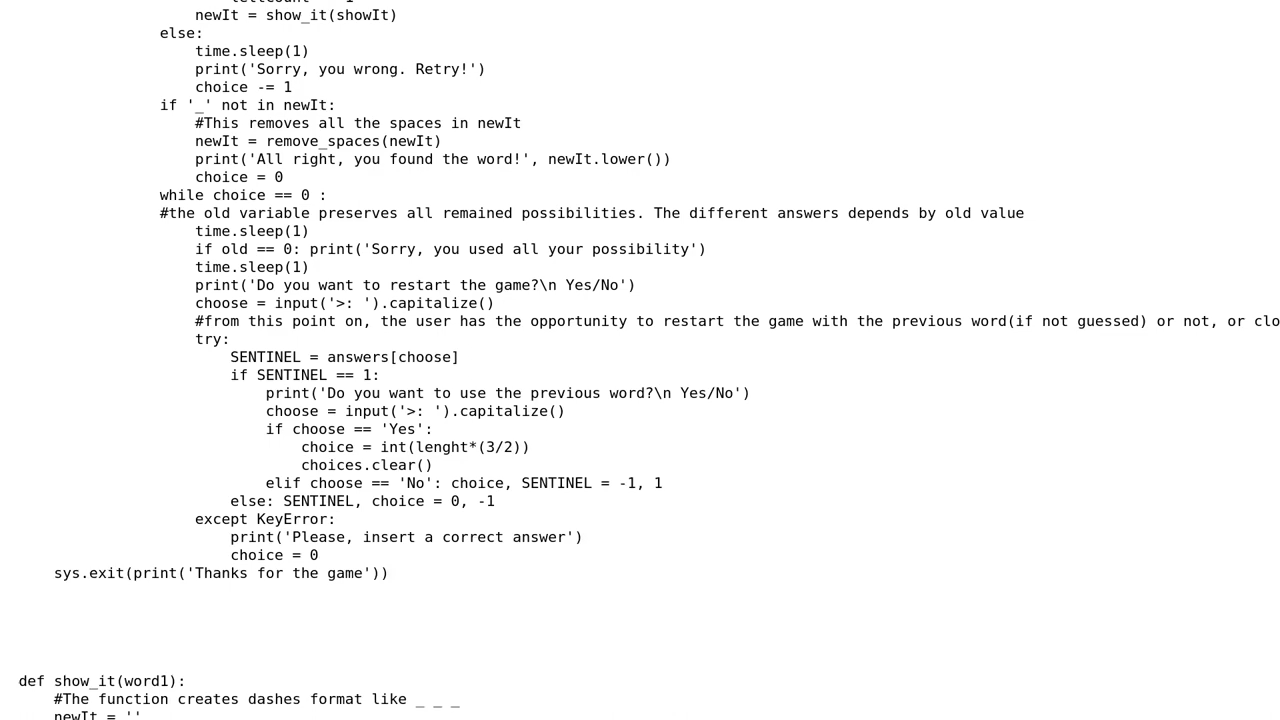 newIt = show_it(showIt)
else:
time.sleep(1)
print('Sorry, you wrong. Retry!')
choice -= 1
if '_' not in newIt:
#This removes all the spaces in newIt
newIt = remove_spaces(newIt)
print('All right, you found the word!', newIt.lower())
choice = 0
while choice == 0 :
#the old variable preserves all remained possibilities. The different answers depends by old value
time.sleep(1)
if old == 0: print('Sorry, you used all your possibility')
time.sleep(1)
print('Do you want to restart the game?\n Yes/No')
choose = input('>: ').capitalize()
#from this point on, the user has the opportunity to restart the game with the previous word(if not guessed) or not, or clo
try:
SENTINEL = answers[choose]
if SENTINEL == 1:
print('Do you want to use the previous word?\n Yes/No')
choose = input('>: ').capitalize()
if choose == 'Yes':
choice = int(lenght*(3/2))
choices.clear()
elif choose == 'No': choice, SENTINEL = -1, 1
else: SENTINEL, choice = 0, -1
except KeyError:
print('Please, insert a correct answer')
choice = 0
sys.exit(print('Thanks for the game'))
def show_it(word1):
#The function creates dashes format like _ _ _
newIt = ''